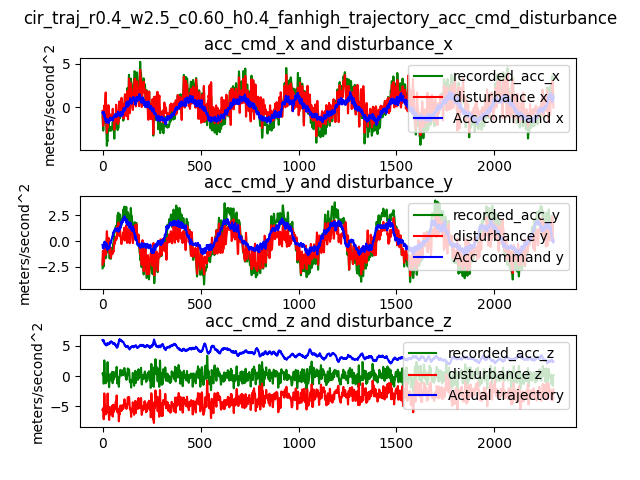 cir_traj_r0.4_w2.5_c0.60_h0.4_fanhigh_trajectory_acc_cmd_disturbance
acc_cmd_x and disturbance_x
meters/second^2
5
0
recorded_acc_x
disturbance x
Acc command x
0 500 1000 1500 2000
acc_cmd_y and disturbance_y
meters/second^2
2.5
0.0
−2.5
recorded_acc_y
disturbance y
Acc command y
0 500 1000 1500 2000
acc_cmd_z and disturbance_z
meters/second^2
5
0
−5
recorded_acc_z
disturbance z
Actual trajectory
0 500 1000 1500 2000